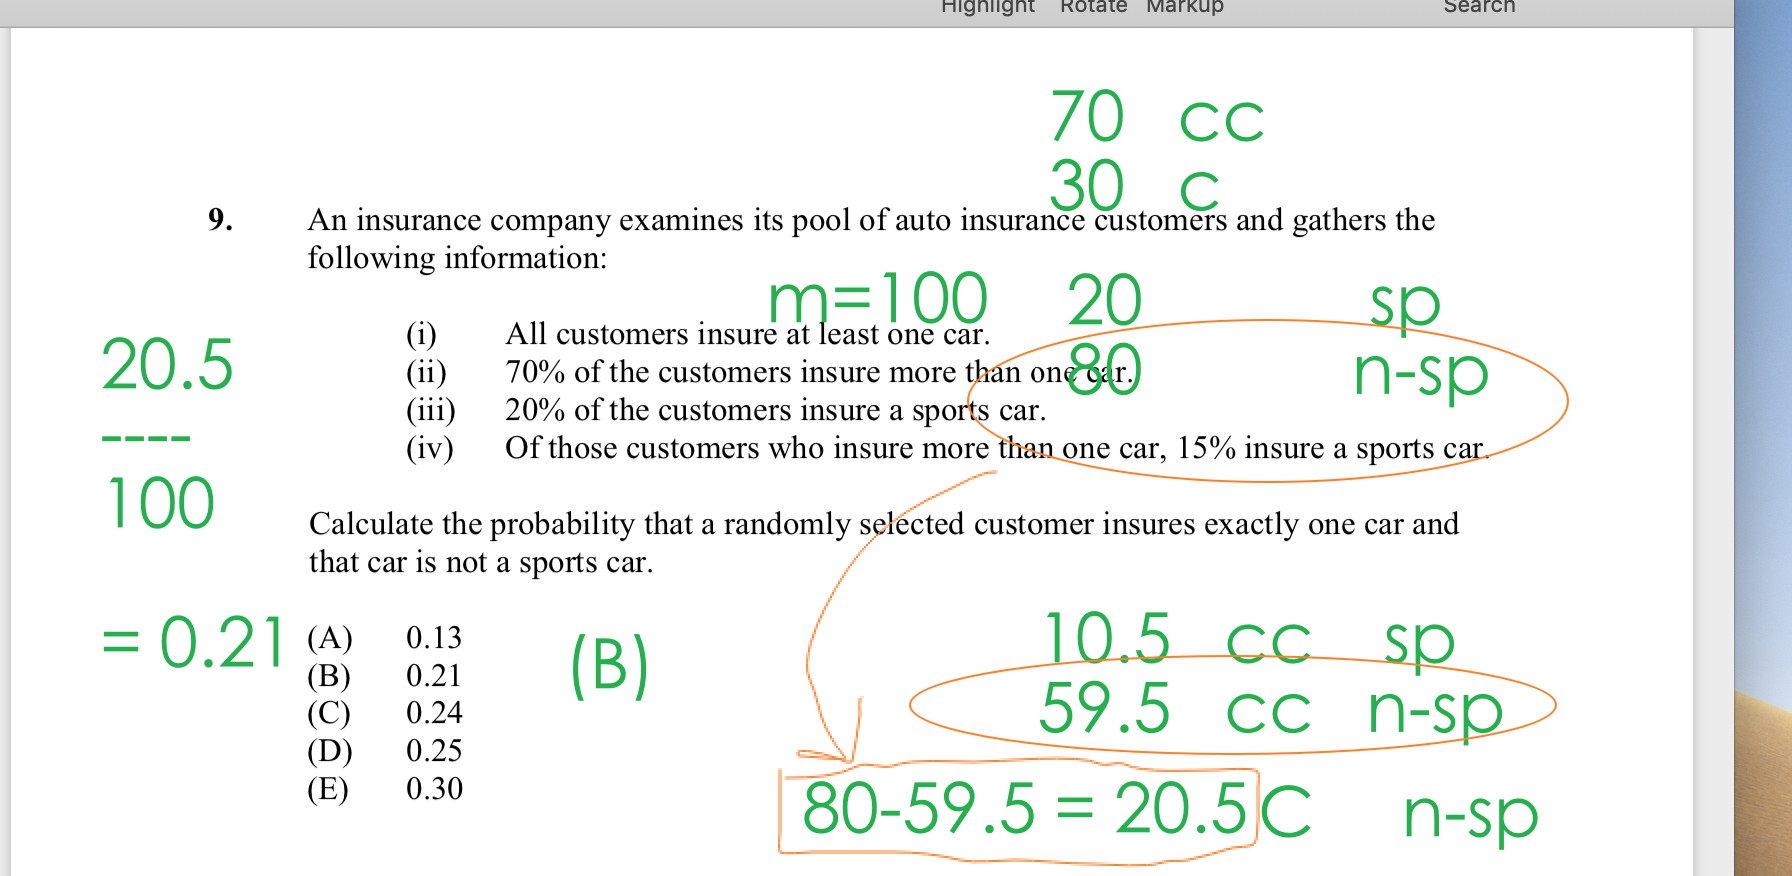 Highlight Rotate Markup Search
70 cc
30 c
9. An insurance company examines its pool of auto insurance customers and gathers the
following information:
m=100 20 sp
(i) All customers insure at least one car.
80 n-sp
(ii) 70% of the customers insure more than one car.
(iii) 20% of the customers insure a sports car.
(iv) Of those customers who insure more than one car, 15% insure a sports car.
20.5
----
100
Calculate the probability that a randomly selected customer insures exactly one car and
that car is not a sports car.
= 0.21
(A) 0.13
(B) 0.21
(C) 0.24
(D) 0.25
(E) 0.30
(B)
10.5 cc sp
59.5 cc n-sp
80-59.5 = 20.5 C n-sp